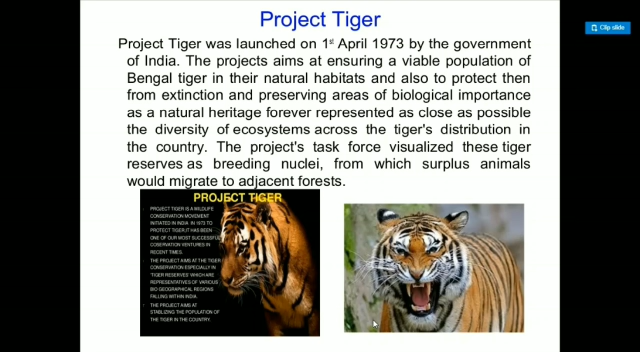 Project Tiger
Project Tiger was launched on 1st April 1973 by the government
of India. The projects aims at ensuring a viable population of
Bengal tiger in their natural habitats and also to protect then
from extinction and preserving areas of biological importance
as a natural heritage forever represented as close as possible
the diversity of ecosystems across the tiger's distribution in
the country. The project's task force visualized these tiger
reserves as breeding nuclei, from which surplus animals
would migrate to adjacent forests.
PROJECT TIGER
PROJECT TIGER IS A WILDLIFE
CONSERVATION MOVEMENT
INITIATED IN INDIA IN 1973 TO
PROTECT TIGER.IT HAS BEEN
ONE OF OUR MOST SUCCESSFUL
COSERVATION VENTURES IN
RECENT TIMES.
THE PROJECT AIMS AT THE TIGER
CONSERVATION ESPECIALLY IN
'TIGER RESERVES' WHICH ARE
REPRESENTATIVES OF VARIOUS
BIO GEOGRAPHICAL REGIONS
FALLING WITHIN INDIA.
THE PROJECT AIMS AT
STABLIZING THE POPULATION OF
THE TIGER IN THE COUNTRY.
Clip slide